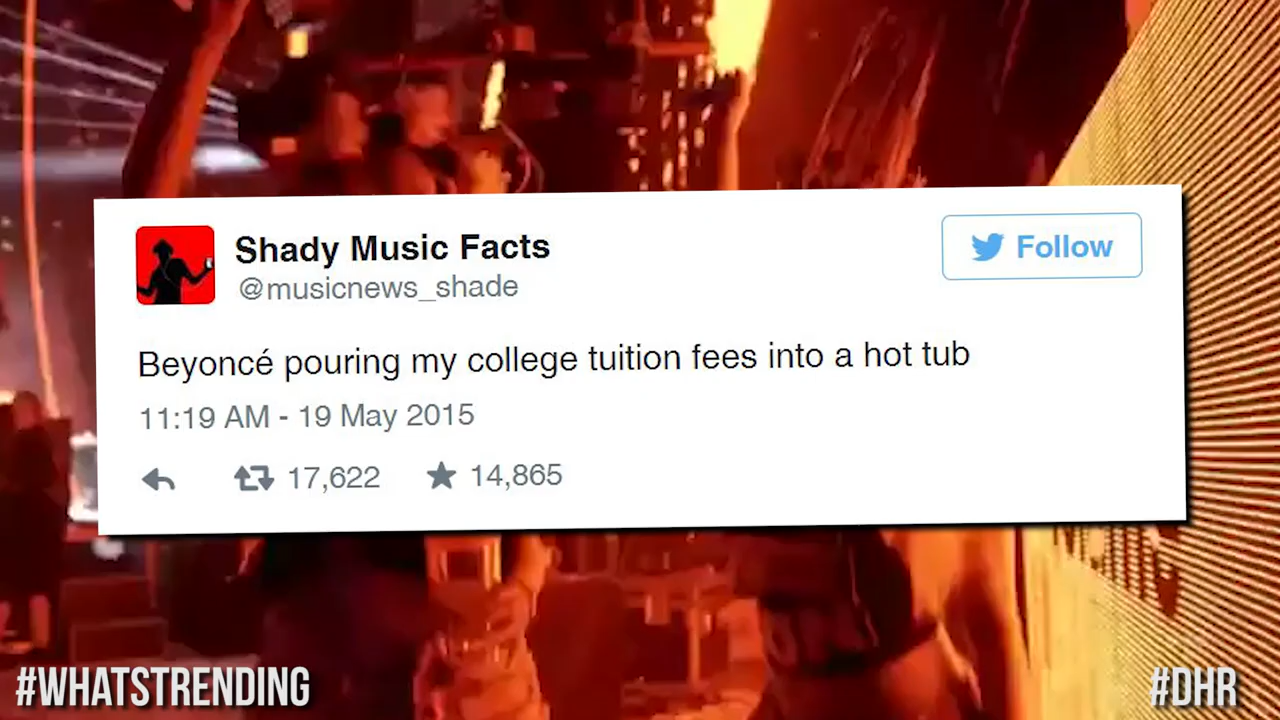 Shady Music Facts
@musicnews_shade
Follow
Beyoncé pouring my college tuition fees into a hot tub
11:19 AM - 19 May 2015
17,622 14,865
#WHATSTRENDING
#DHR